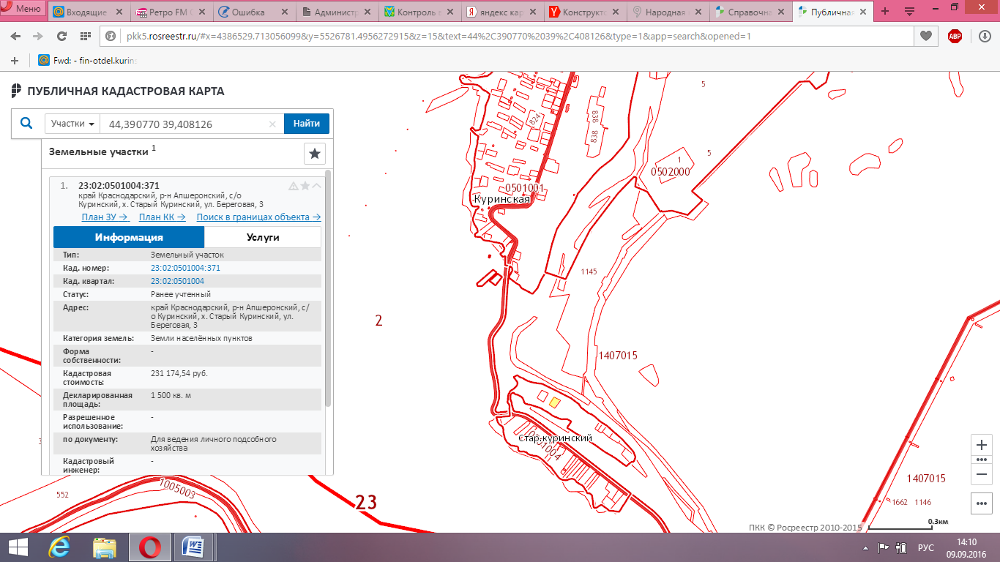 Меню
Входящие
Ретро FM
Ошибка
Администр
Контроль
яндекс кар
Конструкто
Народная
Справочна
Публичная
pkk5.rosreestr.ru/#x=4386529.713056099&y=5526781.4956272915&z=15&text=44%2C390770%2039%2C408126&type=1&app=search&opened=1
ABP
Fwd: - fin-otdel.kurins
ПУБЛИЧНАЯ КАДАСТРОВАЯ КАРТА
Участки
44,390770 39,408126
Найти
Земельные участки 1
1. 23:02:0501004:371
край Краснодарский, р-н Апшеронский, с/о
Куринский, х. Старый Куринский, ул. Береговая, 3
План ЗУ → План КК → Поиск в границах объекта →
Информация Услуги
Тип: Земельный участок
Кад. номер: 23:02:0501004:371
Кад. квартал: 23:02:0501004
Статус: Ранее учтенный
Адрес: край Краснодарский, р-н Апшеронский, с/
о Куринский, х. Старый Куринский, ул.
Береговая, 3
Категория земель: Земли населённых пунктов
Форма
собственности: -
Кадастровая
стоимость: 231 174,54 руб.
Декларированная
площадь: 1 500 кв. м
Разрешенное
использование: -
по документу: Для ведения личного подсобного
хозяйства
Кадастровый
инженер: -
5
824
838
838
1
5
0502000
0501001
Куринская
1145
2
1407015
Стар.куринский
0501004
1407015
1662 1146
1005003
552
23
0.3км
ПКК © Росреестр 2010-2015
РУС
14:10
09.09.2016